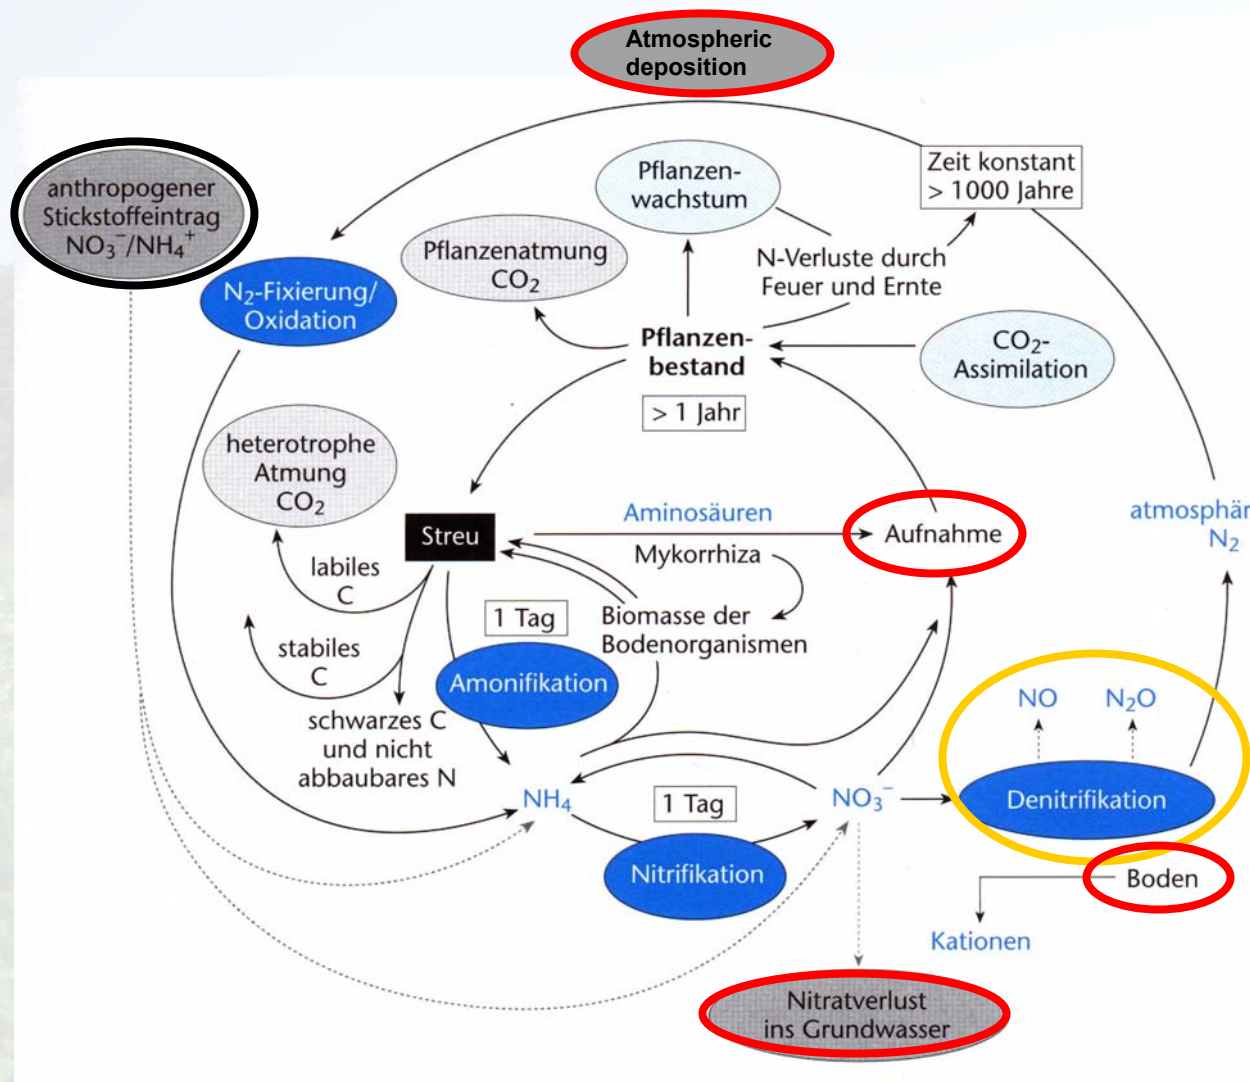 Atmospheric
deposition
anthropogener
Stickstoffeintrag
NO₃⁻/NH₄⁺
Pflanzen-
wachstum
Zeit konstant
> 1000 Jahre
Pflanzenatmung
CO₂
N-Verluste durch
Feuer und Ernte
N₂-Fixierung/
Oxidation
Pflanzen-
bestand
CO₂-
Assimilation
> 1 Jahr
heterotrophe
Atmung
CO₂
Streu
Aminosäuren
Mykorrhiza
Aufnahme
atmosphär
N₂
labiles
C
1 Tag
Biomasse der
Bodenorganismen
stabiles
C
Amonifikation
schwarzes C
und nicht
abbaubares N
NO
N₂O
NH₄
1 Tag
NO₃⁻
Denitrifikation
Nitrifikation
Boden
Kationen
Nitratverlust
ins Grundwasser